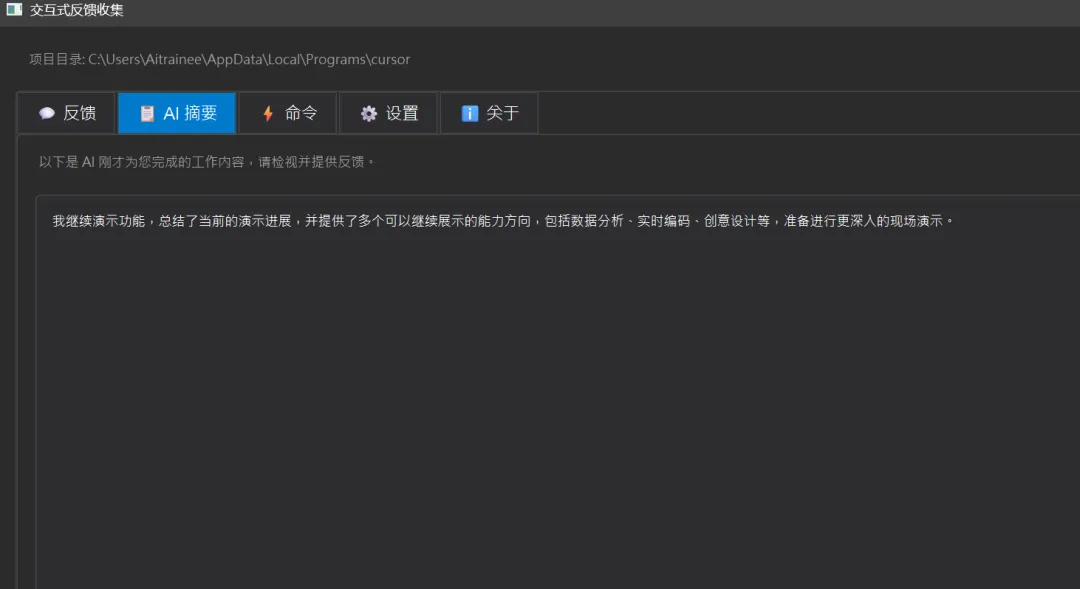 交互式反馈收集
项目目录: C:\Users\Aitrainee\AppData\Local\Programs\cursor
反馈 AI 摘要 命令 设置 关于
以下是 AI 刚才为您完成的工作内容，请检视并提供反馈。
我继续演示功能，总结了当前的演示进展，并提供了多个可以继续展示的能力方向，包括数据分析、实时编码、创意设计等，准备进行更深入的现场演示。